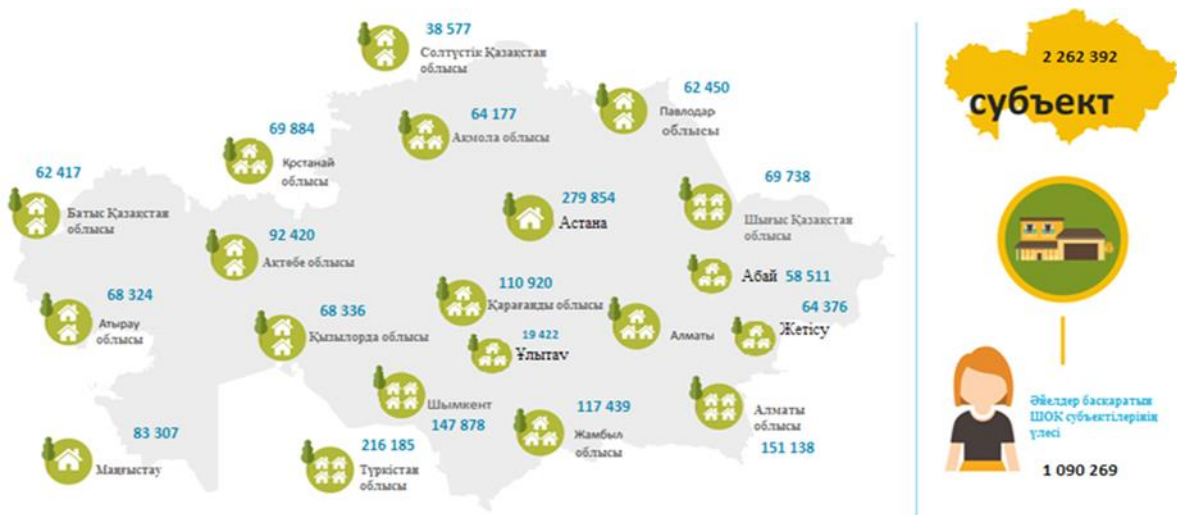 38 577
Солтүстік Қазақстан
облысы
64 177
Ақмола облысы
62 450
Павлодар
облысы
69 884
Қостанай
облысы
62 417
Батыс Қазақстан
облысы
279 854
Астана
69 738
Шығыс Қазақстан
облысы
92 420
Ақтөбе облысы
Абай 58 511
68 324
Атырау
облысы
68 336
Қызылорда облысы
110 920
Қарағанды облысы
19 422
Ұлытау
Алматы
64 376
Жетісу
Шымкент
147 878
117 439
Жамбыл
облысы
Алматы
облысы
151 138
83 307
Маңғыстау
216 185
Түркістан
облысы
2 262 392
субъект
Әйелдер басқаратын
ШОК субъектілерінің
үлесі
1 090 269